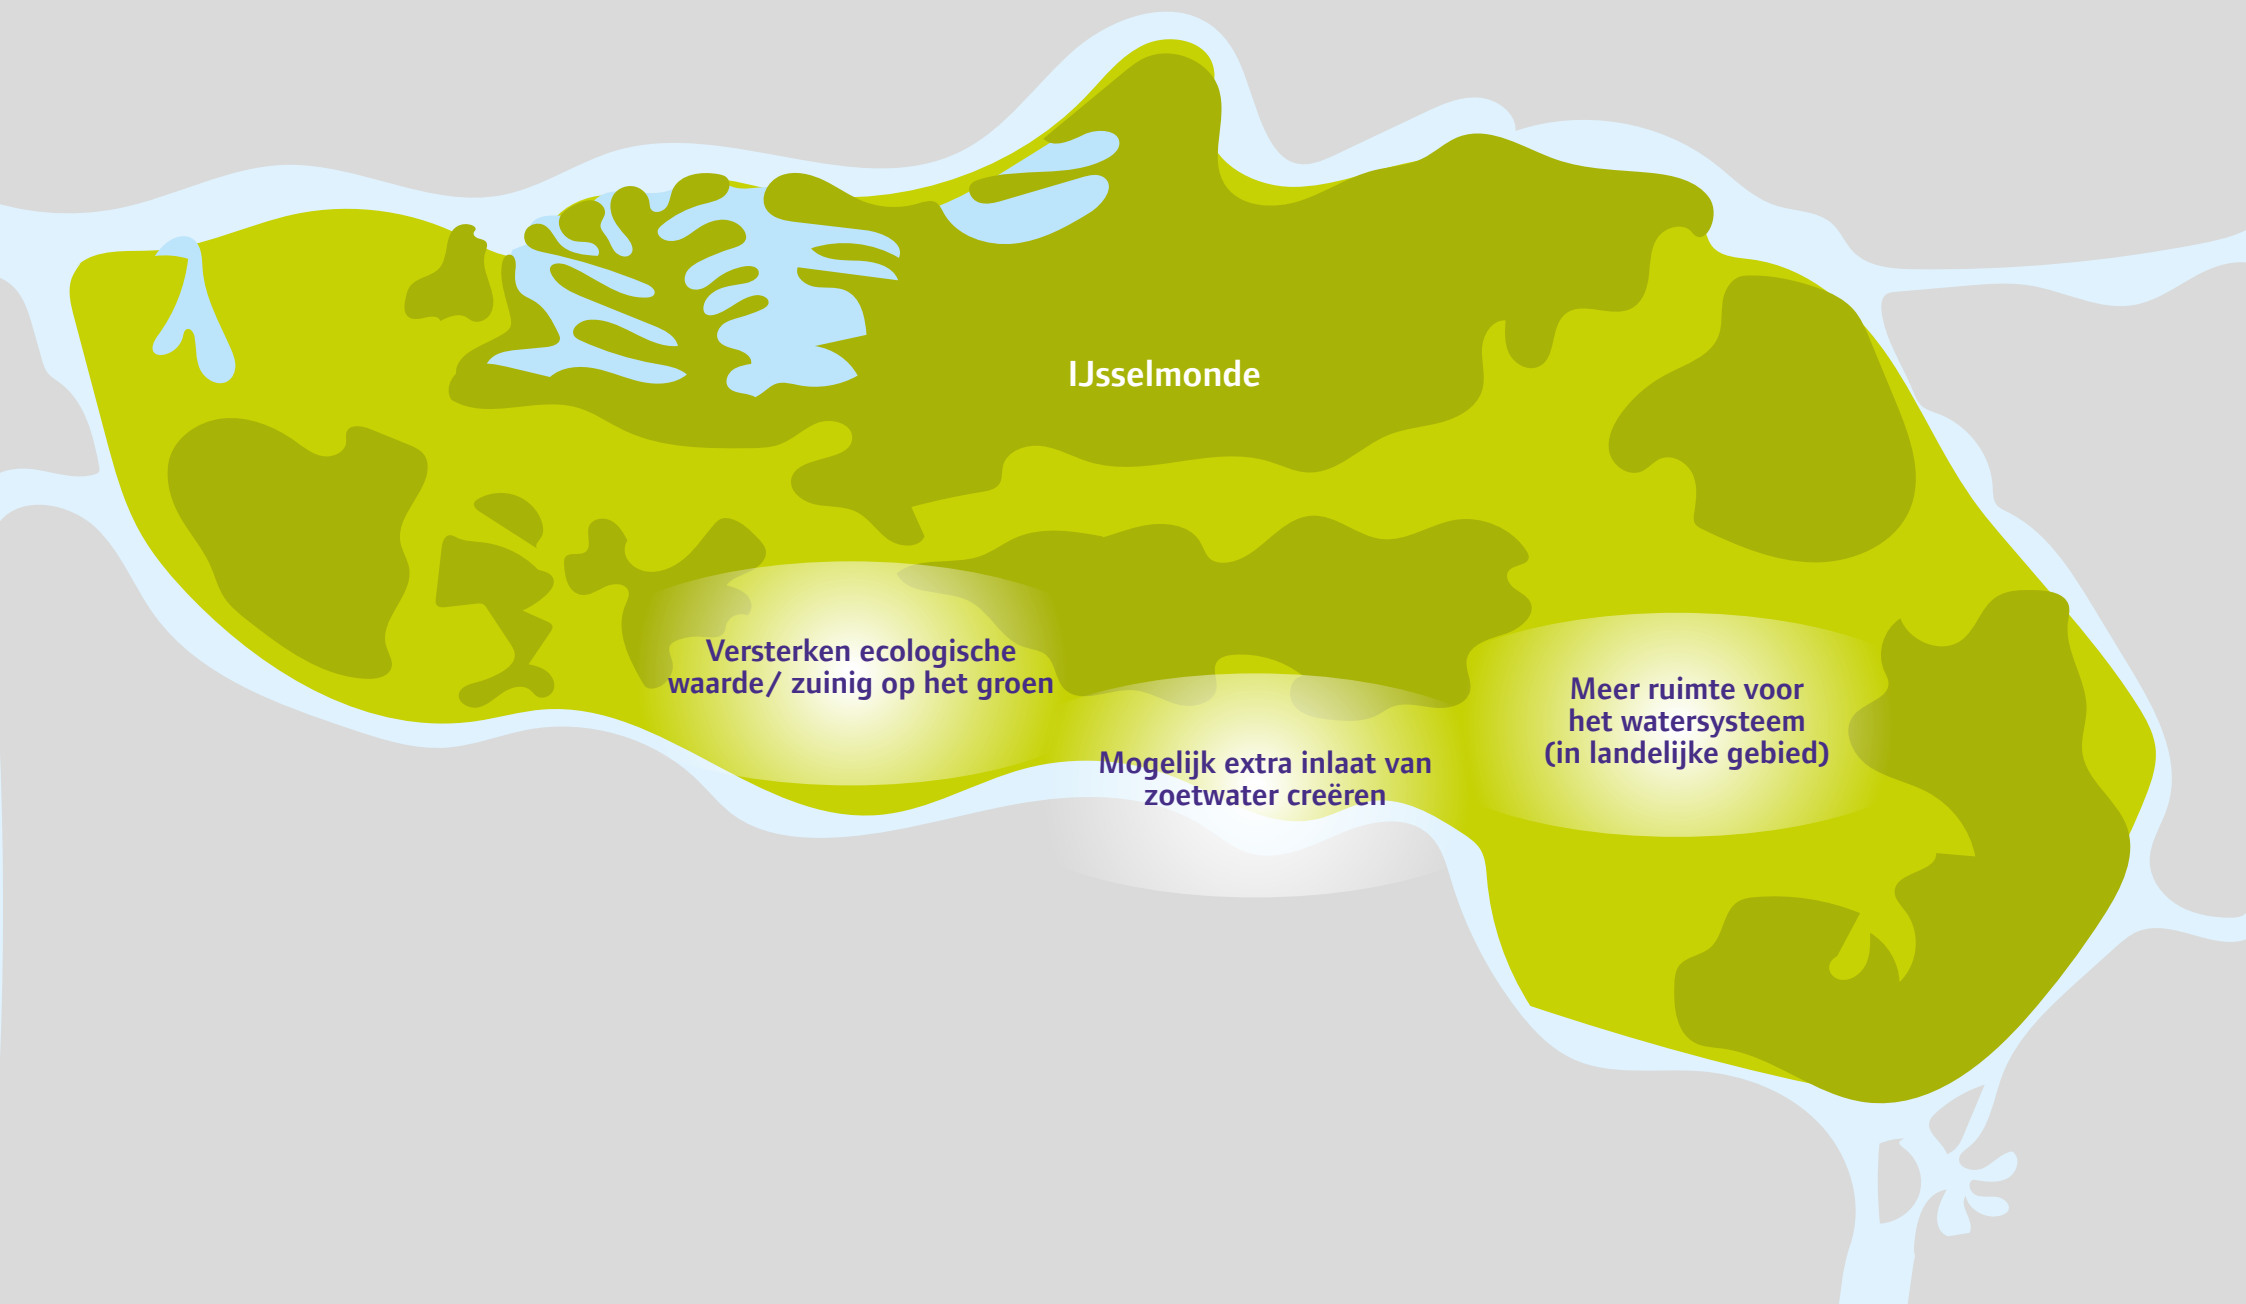 IJsselmonde
Versterken ecologische
waarde/ zuinig op het groen
Meer ruimte voor
het watersysteem
(in landelijke gebied)
Mogelijk extra inlaat van
zoetwater creëren